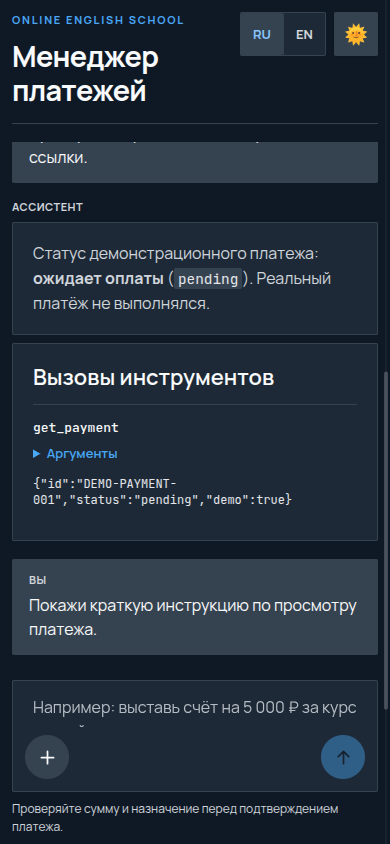 ONLINE ENGLISH SCHOOL
Менеджер
платежей
RU
EN
ссылки.
АССИСТЕНТ
Статус демонстрационного платежа:
ожидает оплаты (pending). Реальный
платёж не выполнялся.
Вызовы инструментов
get_payment
Аргументы
{"id":"DEMO-PAYMENT-
001","status":"pending","demo":true}
ВЫ
Покажи краткую инструкцию по просмотру
платежа.
Например: выставь счёт на 5 000 ₽ за курс
Проверяйте сумму и назначение перед подтверждением
платежа.